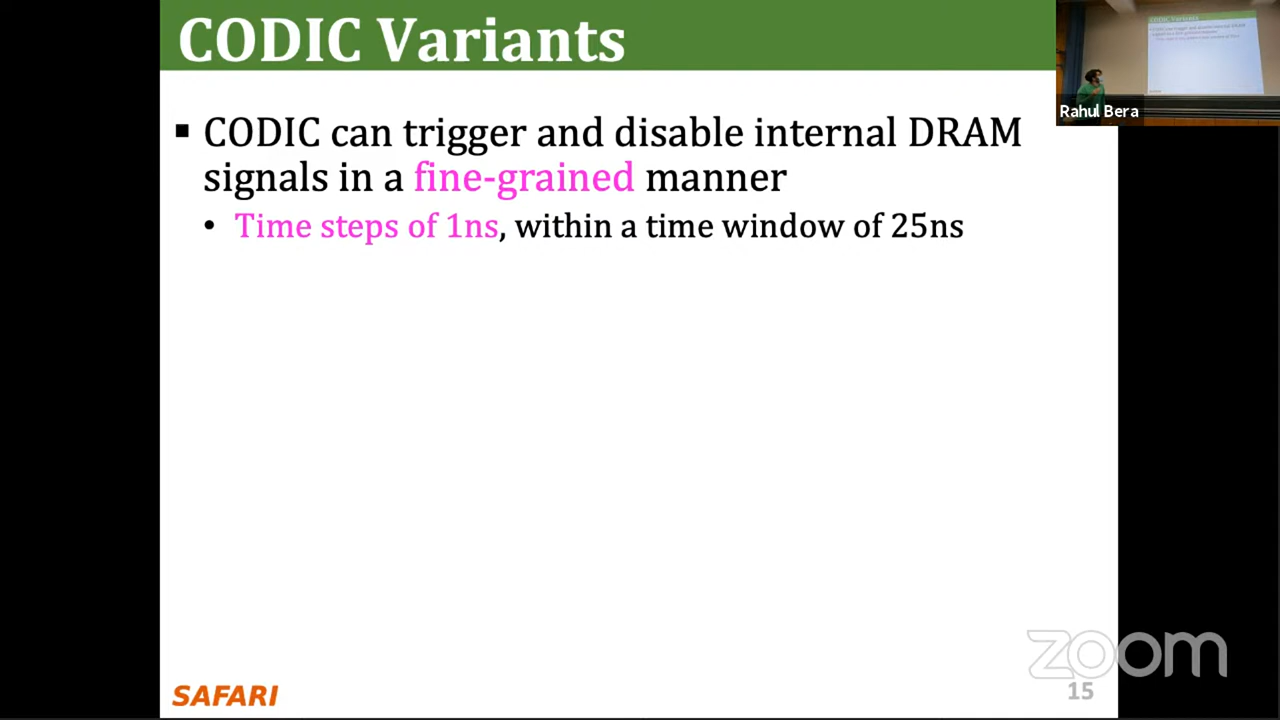 CODIC Variants
▪ CODIC can trigger and disable internal DRAM
signals in a fine-grained manner
• Time steps of 1ns, within a time window of 25ns
Rahul Bera
zoom
SAFARI
15